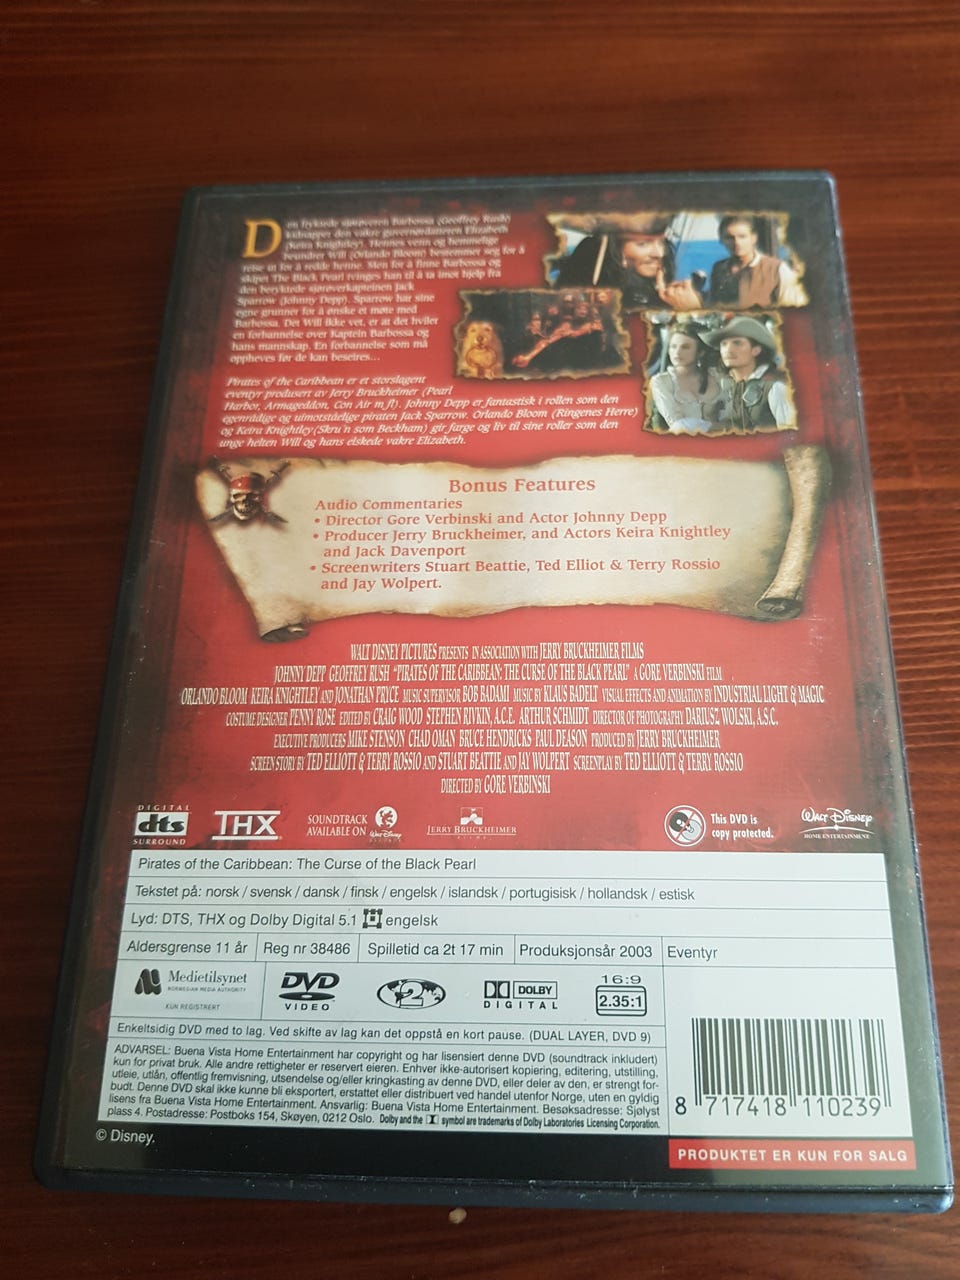 Den fryktede sjørøveren Barbossa (Geoffrey Rush)
kidnapper den vakre guvernørdatteren Elizabeth
(Keira Knightley). Hennes venn og hemmelige
beundrer Will (Orlando Bloom) bestemmer seg for å
reise ut for å redde henne. Men for å finne Barbossa og
skipet The Black Pearl tvinges han til å ta imot hjelp fra
den beryktede sjørøverkapteinen Jack
Sparrow (Johnny Depp). Sparrow har sine
egne grunner for å ønske et møte med
Barbossa. Det Will ikke vet, er at det hviler
en forbannelse over Kaptein Barbossa og
hans mannskap. En forbannelse som må
oppheves før de kan beseires...
Pirates of the Caribbean er et storslagent
eventyr produsert av Jerry Bruckheimer (Pearl
Harbor, Armageddon, Con Air m fl). Johnny Depp er fantastisk i rollen som den
egenrådige og uimotståelige piraten Jack Sparrow. Orlando Bloom (Ringenes Herre)
og Keira Knightley(Skru'n som Beckham) gir farge og liv til sine roller som den
unge helten Will og hans elskede vakre Elizabeth.
Bonus Features
Audio Commentaries
• Director Gore Verbinski and Actor Johnny Depp
• Producer Jerry Bruckheimer, and Actors Keira Knightley
and Jack Davenport
• Screenwriters Stuart Beattie, Ted Elliot & Terry Rossio
and Jay Wolpert.
WALT DISNEY PICTURES PRESENTS IN ASSOCIATION WITH JERRY BRUCKHEIMER FILMS
JOHNNY DEPP GEOFFREY RUSH "PIRATES OF THE CARIBBEAN: THE CURSE OF THE BLACK PEARL" A GORE VERBINSKI FILM
ORLANDO BLOOM KEIRA KNIGHTLEY AND JONATHAN PRYCE MUSIC SUPERVISOR BOB BADAMI MUSIC BY KLAUS BADELT VISUAL EFFECTS AND ANIMATION BY INDUSTRIAL LIGHT & MAGIC
COSTUME DESIGNER PENNY ROSE EDITED BY CRAIG WOOD STEPHEN RIVKIN, A.C.E. ARTHUR SCHMIDT DIRECTOR OF PHOTOGRAPHY DARIUSZ WOLSKI, A.S.C.
EXECUTIVE PRODUCERS MIKE STENSON CHAD OMAN BRUCE HENDRICKS PAUL DEASON PRODUCED BY JERRY BRUCKHEIMER
SCREEN STORY BY TED ELLIOTT & TERRY ROSSIO AND STUART BEATTIE AND JAY WOLPERT SCREENPLAY BY TED ELLIOTT & TERRY ROSSIO
DIRECTED BY GORE VERBINSKI
DIGITAL dts SURROUND
THX
SOUNDTRACK AVAILABLE ON Walt Disney RECORDS
JERRY BRUCKHEIMER FILMS
This DVD is copy protected.
WALT DISNEY HOME ENTERTAINMENT
Pirates of the Caribbean: The Curse of the Black Pearl
Tekstet på: norsk / svensk / dansk / finsk / engelsk / islandsk / portugisisk / hollandsk / estisk
Lyd: DTS, THX og Dolby Digital 5.1 engelsk
Aldersgrense 11 år Reg nr 38486 Spilletid ca 2t 17 min Produksjonsår 2003 Eventyr
Medietilsynet NORWEGIAN MEDIA AUTHORITY KUN REGISTRERT
DVD VIDEO
2
DOLBY DIGITAL
16:9 2.35:1
Enkeltsidig DVD med to lag. Ved skifte av lag kan det oppstå en kort pause. (DUAL LAYER, DVD 9)
ADVARSEL: Buena Vista Home Entertainment har copyright og har lisensiert denne DVD (soundtrack inkludert)
kun for privat bruk. Alle andre rettigheter er reservert eieren. Enhver ikke-autorisert kopiering, editering, utstilling,
utleie, utlån, offentlig fremvisning, utsendelse og/eller kringkasting av denne DVD, eller deler av den, er strengt for-
budt. Denne DVD skal ikke kunne bli eksportert, erstattet eller distribuert ved handel utenfor Norge, uten en gyldig
lisens fra Buena Vista Home Entertainment. Ansvarlig: Buena Vista Home Entertainment. Besøksadresse: Sjølyst
plass 4. Postadresse: Postboks 154, Skøyen, 0212 Oslo. Dolby and the symbol are trademarks of Dolby Laboratories Licensing Corporation.
8 717418 110239
© Disney.
PRODUKTET ER KUN FOR SALG